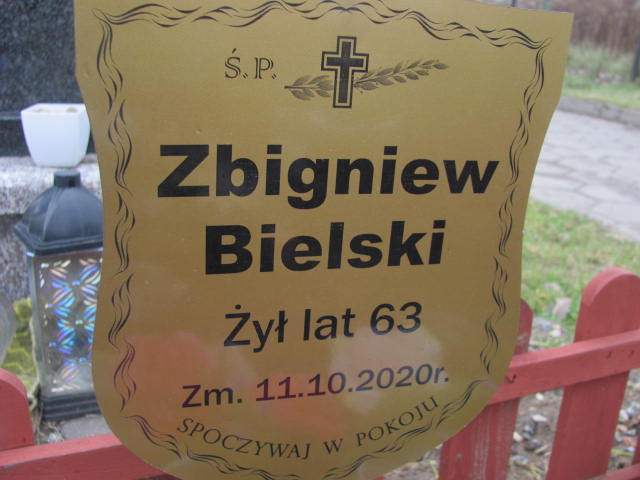 Ś.P.
Zbigniew
Bielski
Żył lat 63
Zm. 11.10.2020r.
SPOCZYWAJ W POKOJU